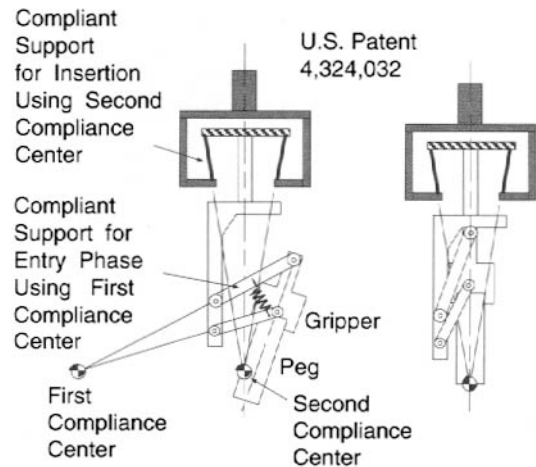 Compliant
Support
for Insertion
Using Second
Compliance
Center
U.S. Patent
4,324,032
Compliant
Support for
Entry Phase
Using First
Compliance
Center
Gripper
Peg
First
Compliance
Center
Second
Compliance
Center